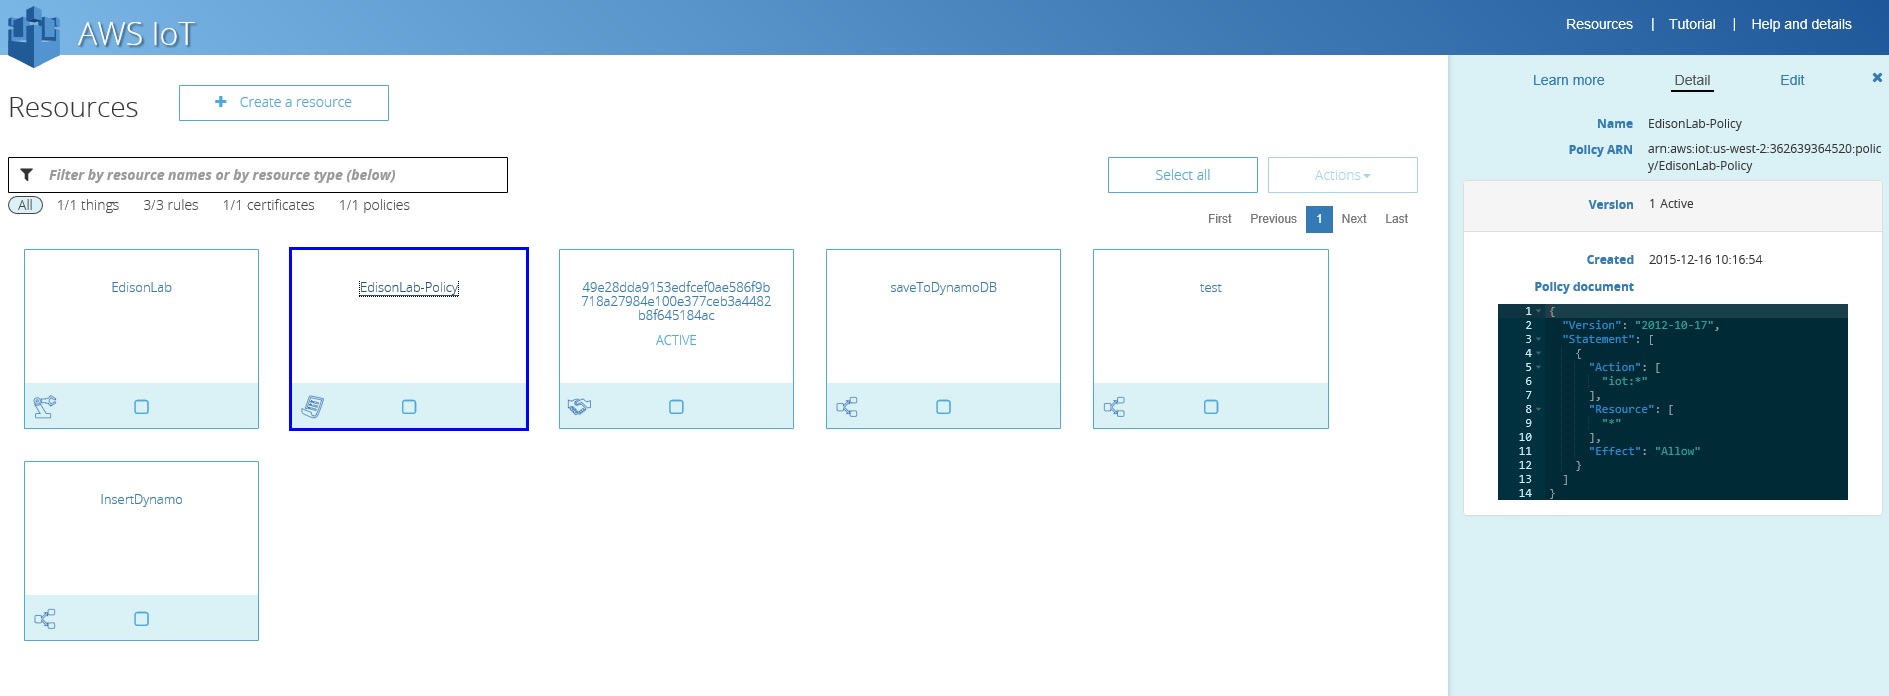 AWS IoT
Resources | Tutorial | Help and details
Resources
Create a resource
Filter by resource names or by resource type (below)
All 1/1 things 3/3 rules 1/1 certificates 1/1 policies
Select all
Actions
First Previous 1 Next Last
EdisonLab
EdisonLab-Policy
49e28dda9153edfcef0ae586f9b
718a27984e100e377ceb3a4482
b8f645184ac
ACTIVE
saveToDynamoDB
test
InsertDynamo
Learn more Detail Edit
Name EdisonLab-Policy
Policy ARN arn:aws:iot:us-west-2:362639364520:polic
y/EdisonLab-Policy
Version 1 Active
Created 2015-12-16 10:16:54
Policy document
1 {
2 "Version": "2012-10-17",
3 "Statement": [
4 {
5 "Action": [
6 "iot:*"
7 ],
8 "Resource": [
9 "*"
10 ],
11 "Effect": "Allow"
12 }
13 ]
14 }